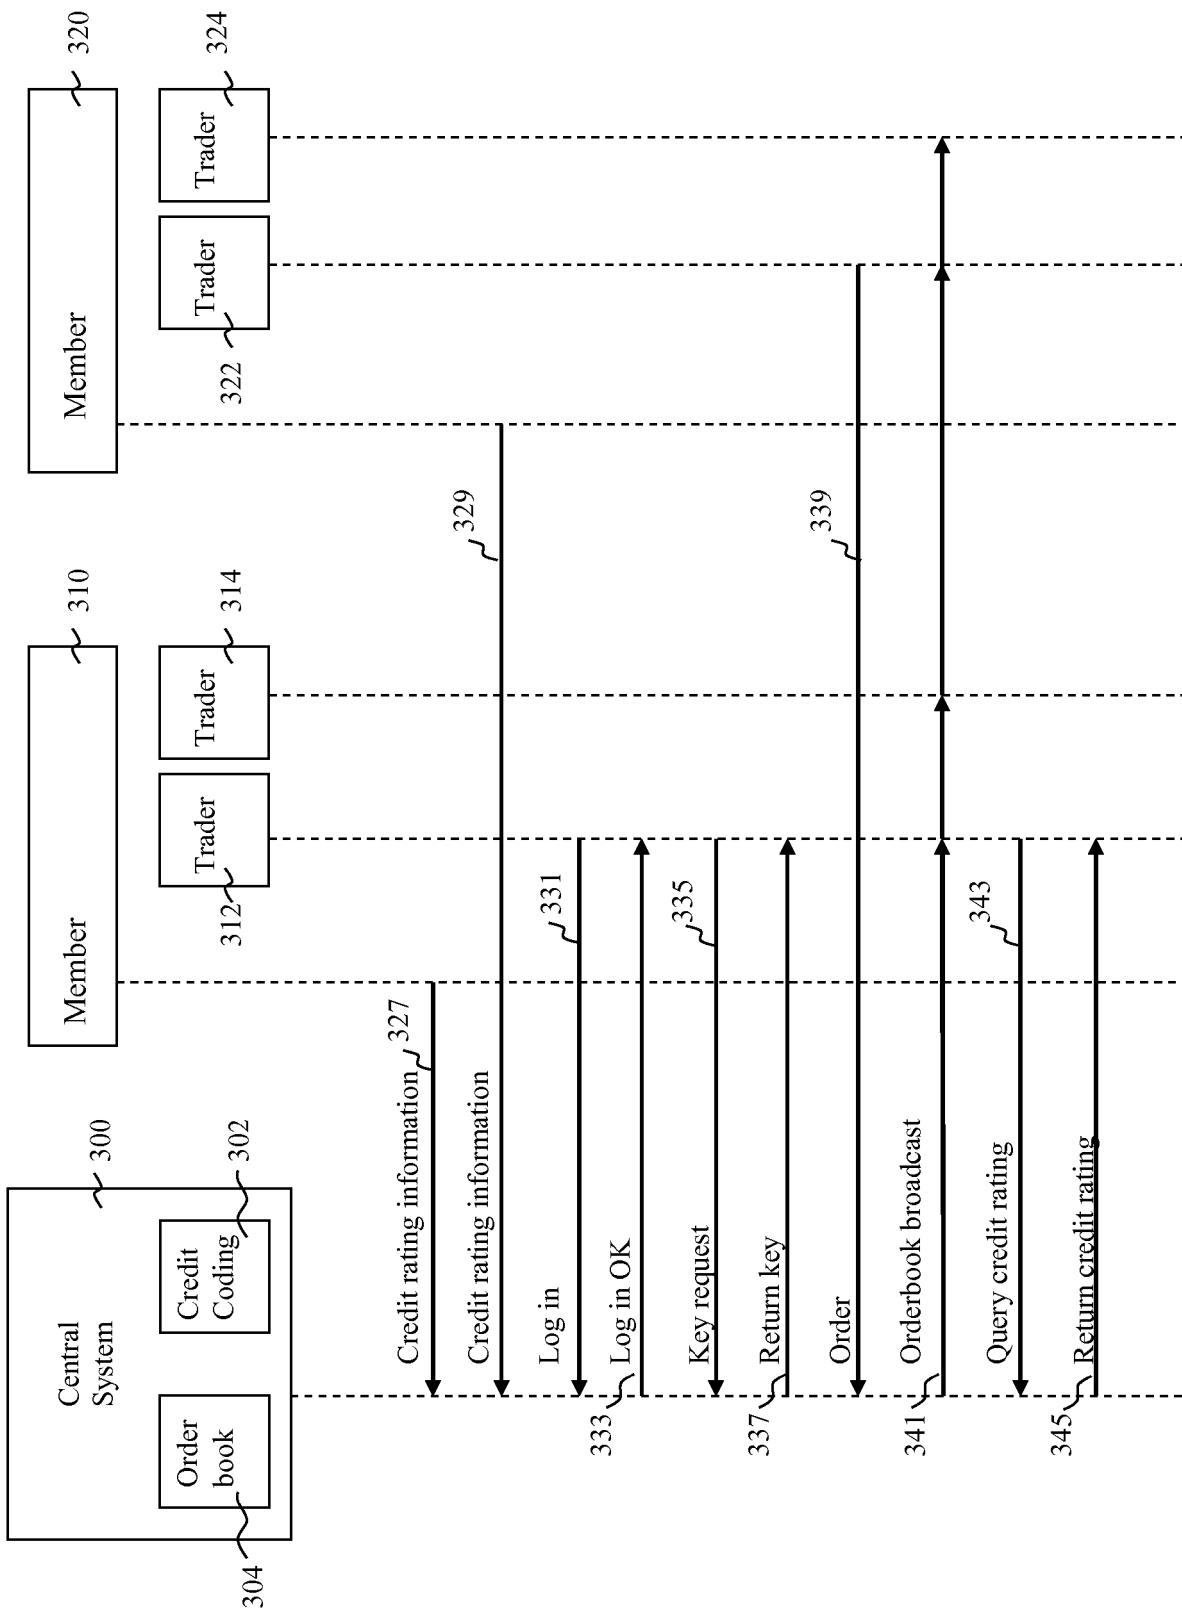 300
Central
System
Order
book
304
Credit
Coding
302
Member
310
Trader
312
Trader
314
Member
320
Trader
322
Trader
324
Credit rating information
327
Credit rating information
329
Log in
331
Log in OK
333
Key request
335
Return key
337
Order
339
Orderbook broadcast
341
Query credit rating
343
Return credit rating
345